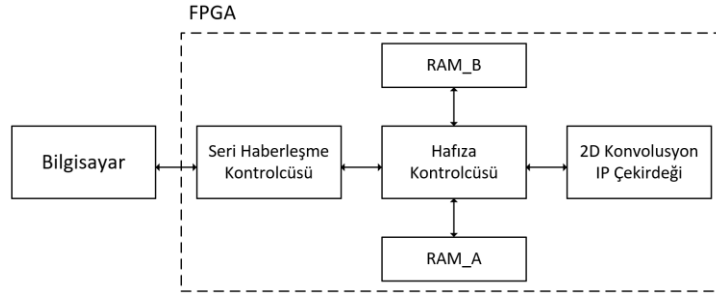 FPGA
RAM_B
Bilgisayar
Seri Haberleşme
Kontrolcüsü
Hafıza
Kontrolcüsü
2D Konvolusyon
IP Çekirdeği
RAM_A